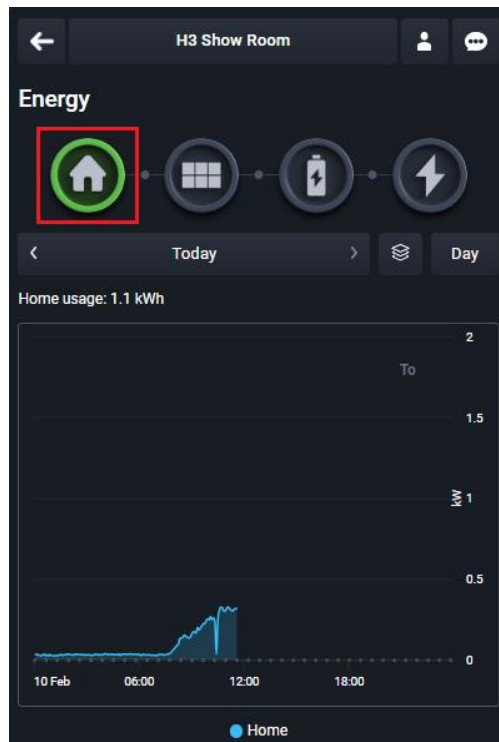 H3 Show Room
Energy
Today
Day
Home usage: 1.1 kWh
2
To
1.5
kW
1
0.5
0
10 Feb 06:00 12:00 18:00
Home